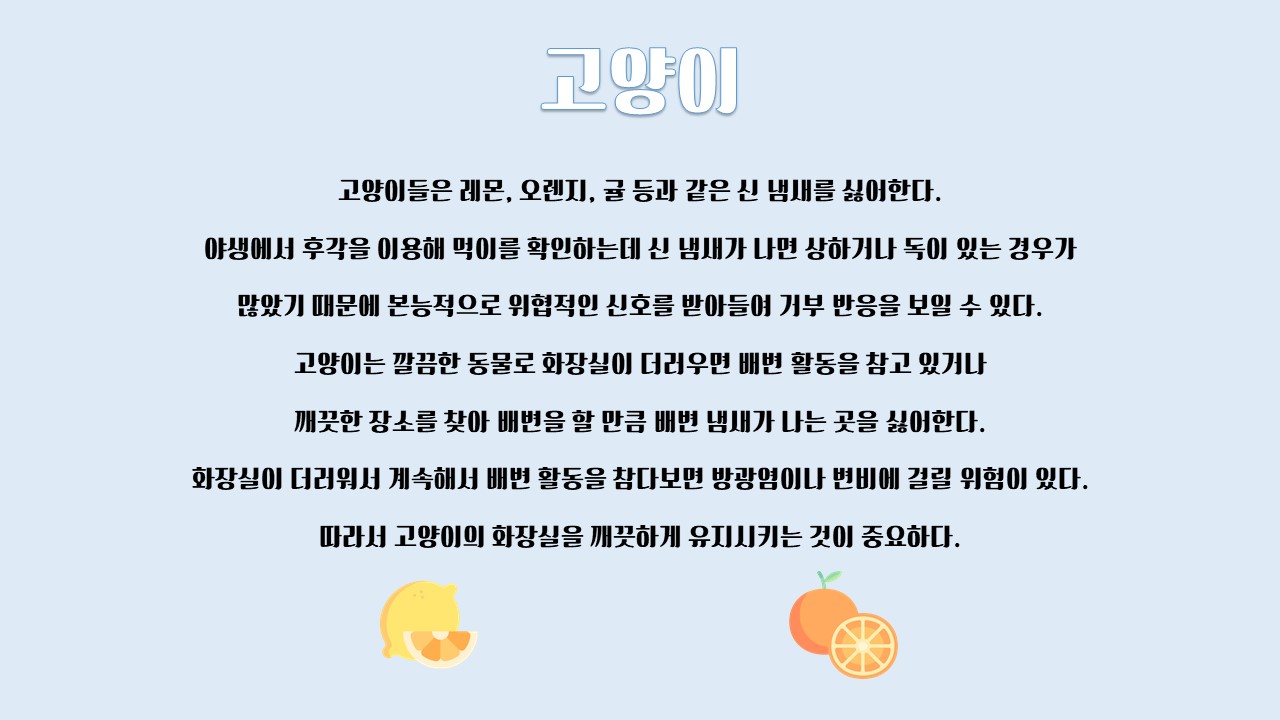 고양이
고양이들은 레몬, 오렌지, 귤 등과 같은 신 냄새를 싫어한다.
야생에서 후각을 이용해 먹이를 확인하는데 신 냄새가 나면 상하거나 독이 있는 경우가
많았기 때문에 본능적으로 위협적인 신호를 받아들여 거부 반응을 보일 수 있다.
고양이는 깔끔한 동물로 화장실이 더러우면 배변 활동을 참고 있거나
깨끗한 장소를 찾아 배변을 할 만큼 배변 냄새가 나는 곳을 싫어한다.
화장실이 더러워서 계속해서 배변 활동을 참다보면 방광염이나 변비에 걸릴 위험이 있다.
따라서 고양이의 화장실을 깨끗하게 유지시키는 것이 중요하다.